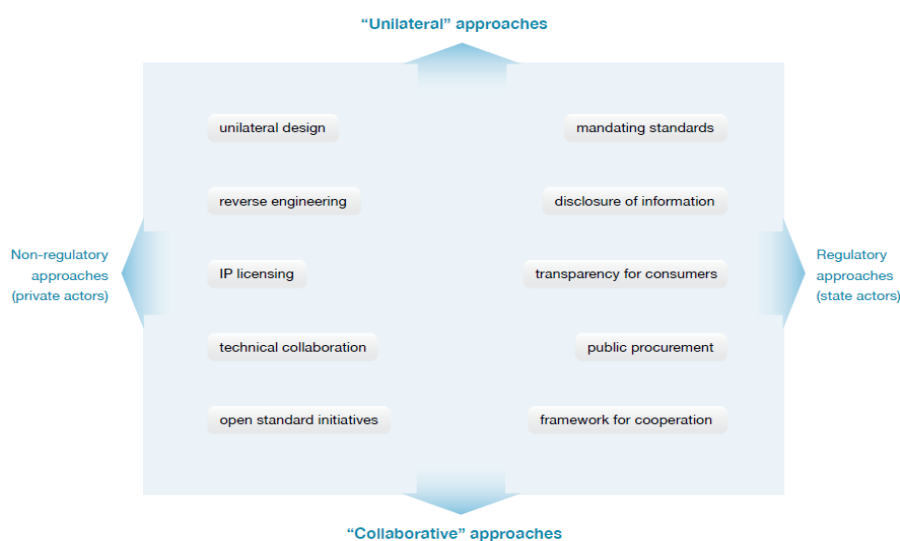 “Unilateral” approaches
unilateral design
mandating standards
reverse engineering
disclosure of information
Non-regulatory
approaches
(private actors)
IP licensing
transparency for consumers
Regulatory
approaches
(state actors)
technical collaboration
public procurement
open standard initiatives
framework for cooperation
“Collaborative” approaches